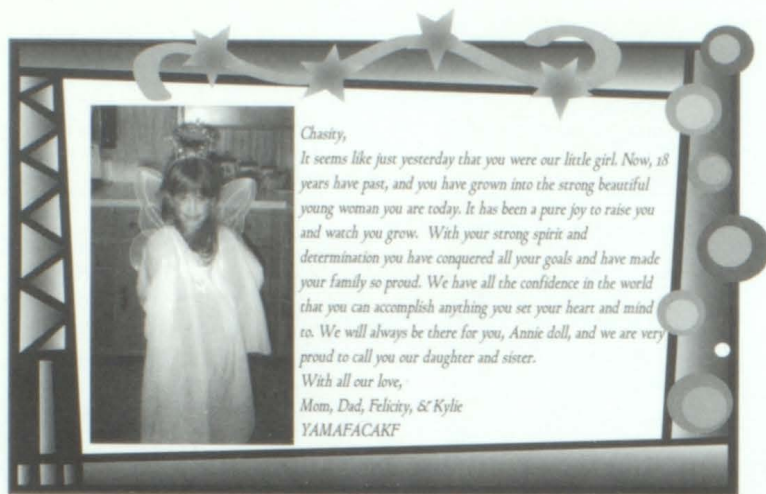 Chasity,
It seems like just yesterday that you were our little girl. Now, 18
years have past, and you have grown into the strong beautiful
young woman you are today. It has been a pure joy to raise you
and watch you grow. With your strong spirit and
determination you have conquered all your goals and have made
your family so proud. We have all the confidence in the world
that you can accomplish anything you set your heart and mind
to. We will always be there for you, Annie doll, and we are very
proud to call you our daughter and sister.
With all our love,
Mom, Dad, Felicity, & Kylie
YAMAFACAKF